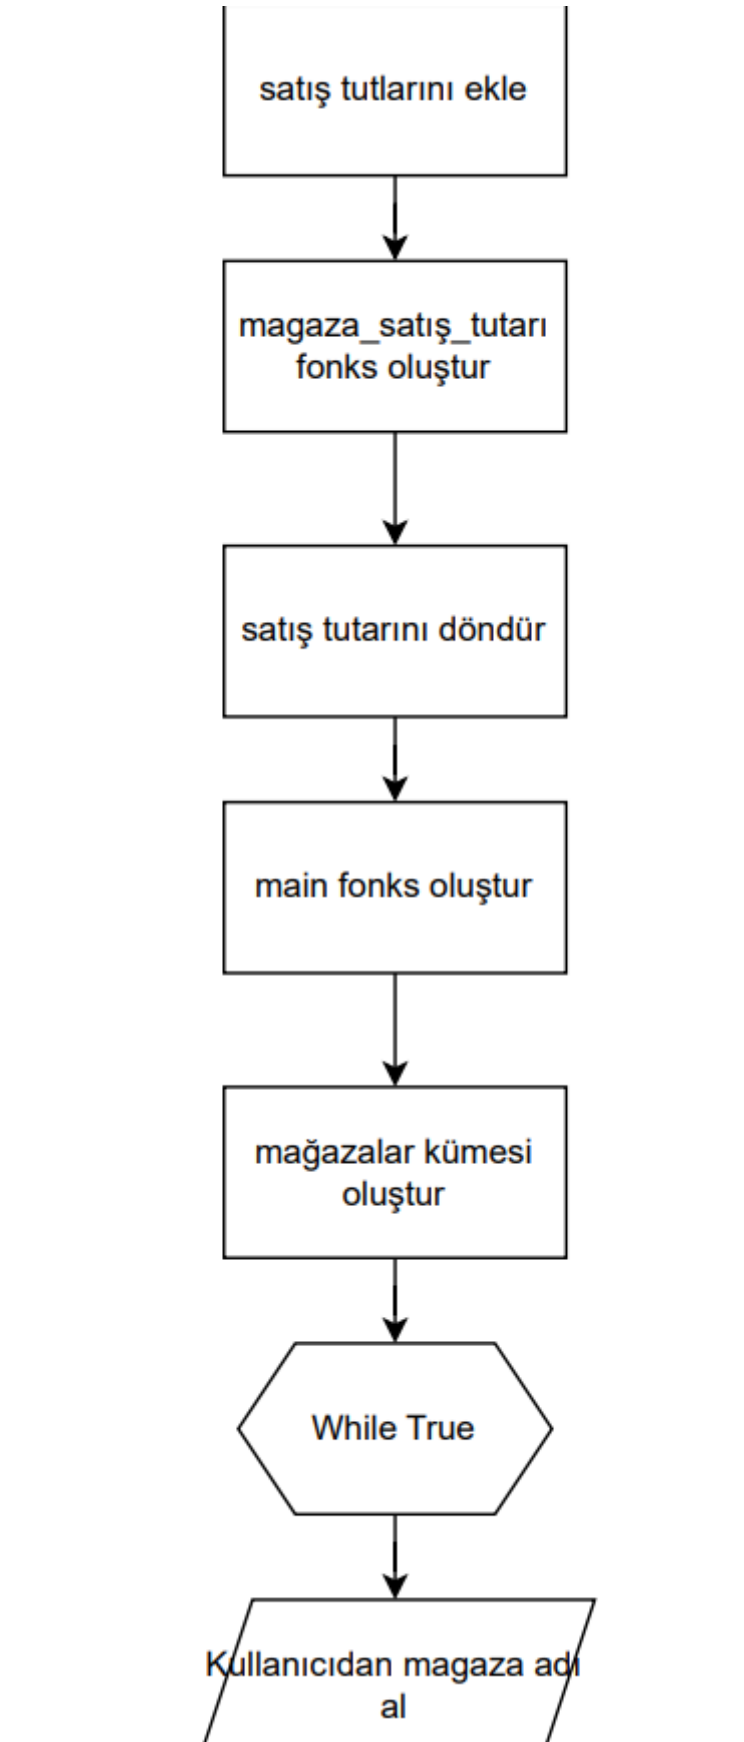 satış tutlarını ekle
magaza_satış_tutarı
fonks oluştur
satış tutarını döndür
main fonks oluştur
mağazalar kümesi
oluştur
While True
Kullanıcıdan magaza adı
al